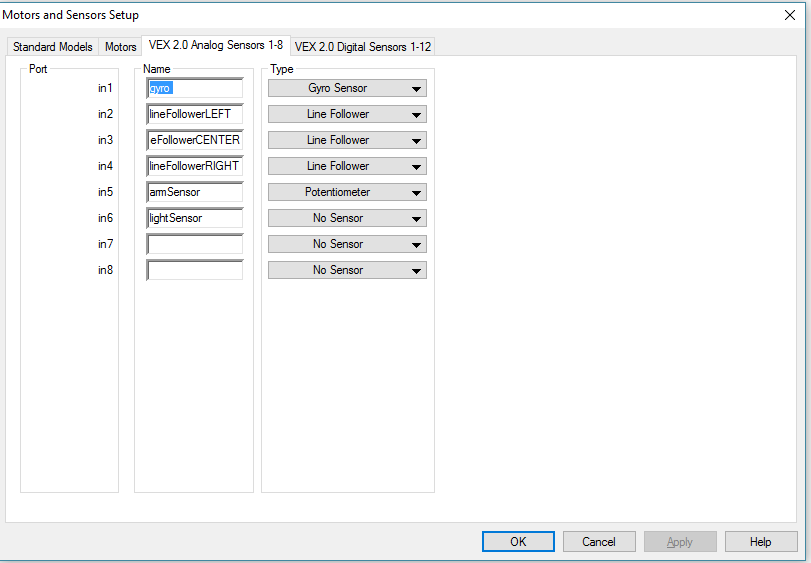 Motors and Sensors Setup
Standard Models Motors VEX 2.0 Analog Sensors 1-8 VEX 2.0 Digital Sensors 1-12
Port Name Type
in1 gyro Gyro Sensor
in2 lineFollowerLEFT Line Follower
in3 eFollowerCENTER Line Follower
in4 lineFollowerRIGHT Line Follower
in5 armSensor Potentiometer
in6 lightSensor No Sensor
in7 No Sensor
in8 No Sensor
OK Cancel Apply Help